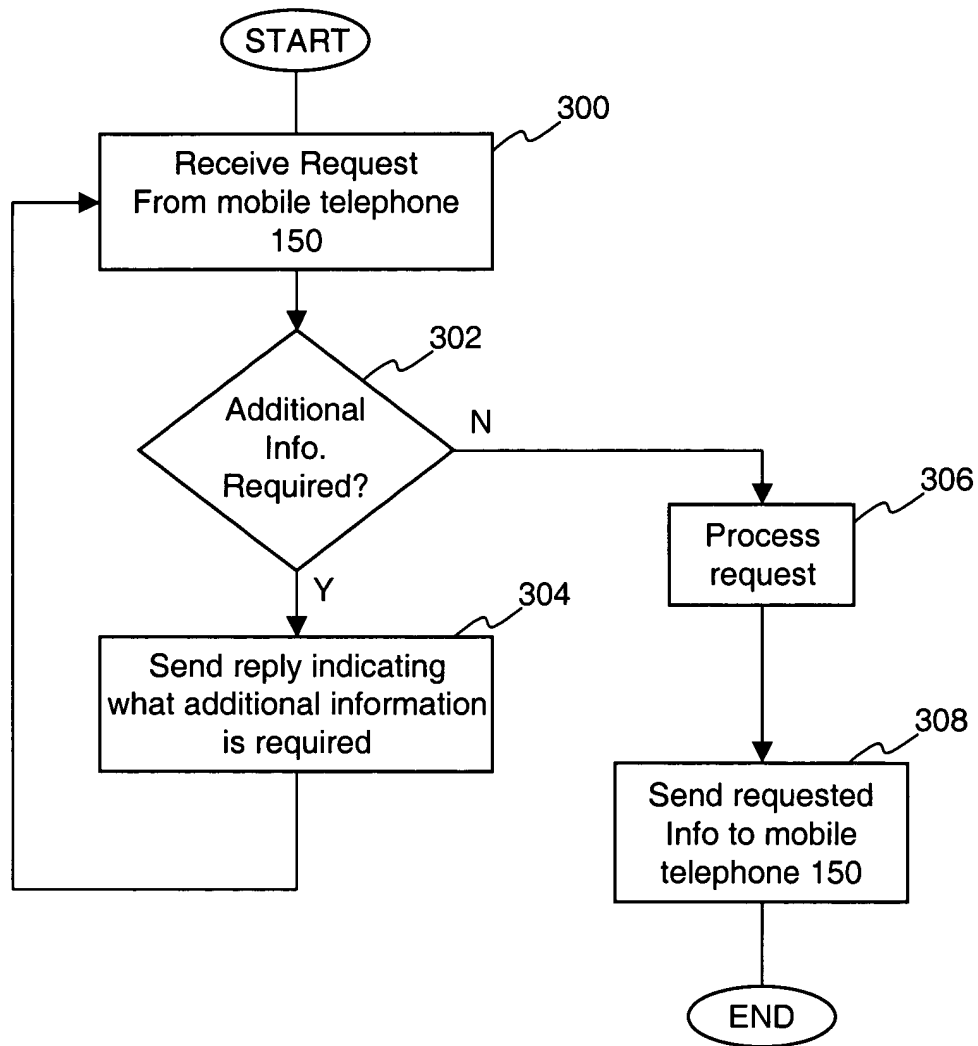 START
300
Receive Request
From mobile telephone
150
302
Additional
Info.
Required?
N
Y
304
Send reply indicating
what additional information
is required
306
Process
request
308
Send requested
Info to mobile
telephone 150
END